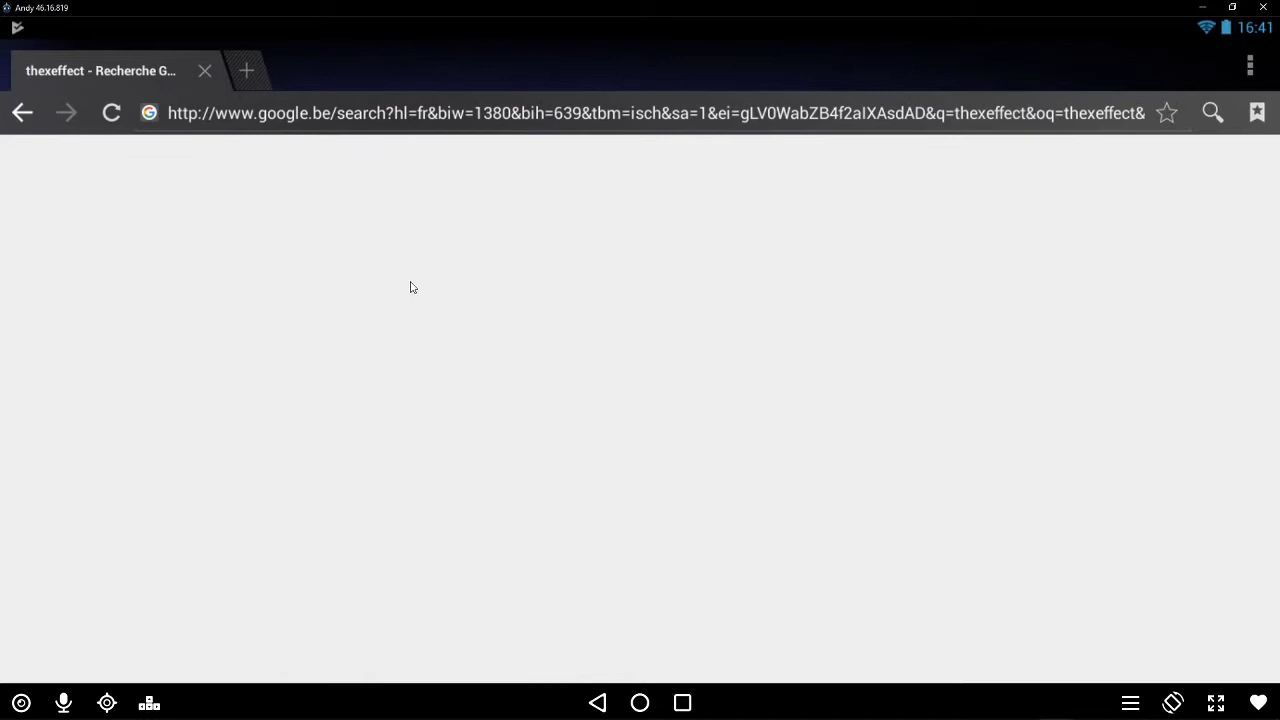 Andy 46.16.819
16:41
thexeffect - Recherche G...
http://www.google.be/search?hl=fr&biw=1380&bih=639&tbm=isch&sa=1&ei=gLV0WabZB4f2aIXAsdAD&q=thexeffect&oq=thexeffect&